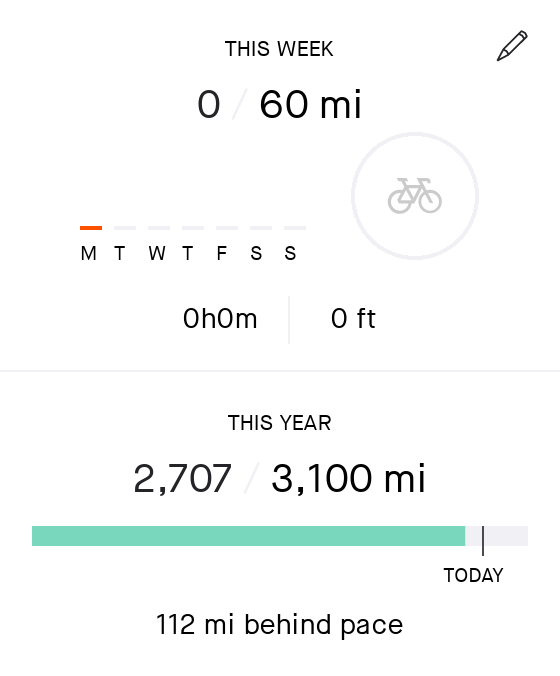 THIS WEEK
0 / 60 mi
M T W T F S S
0h0m 0 ft
THIS YEAR
2,707 / 3,100 mi
TODAY
112 mi behind pace